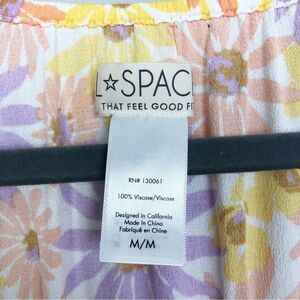 L☆SPAC
THAT FEEL GOOD FI
RN# 130061
100% Viscose/Viscose
Designed in California
Made in China
Fabriqué en Chine
M/M